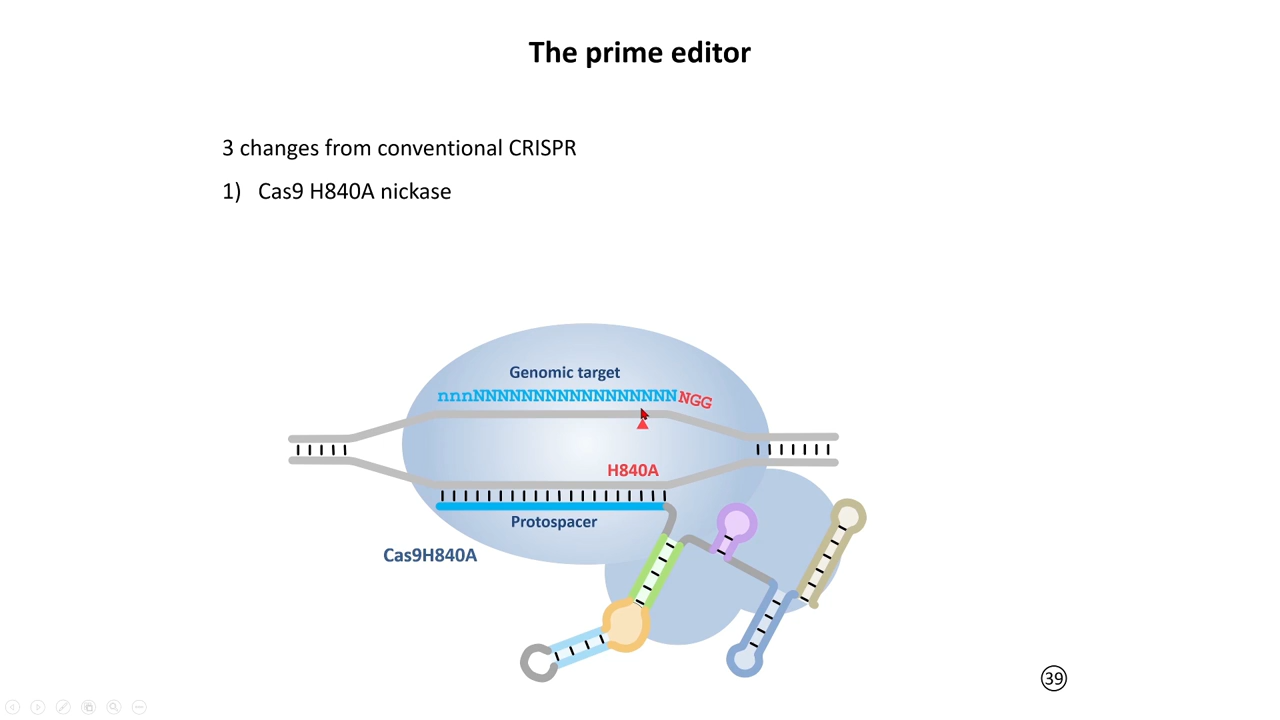 The prime editor
3 changes from conventional CRISPR
1) Cas9 H840A nickase
Genomic target
nnnNNNNNNNNNNNNNNNNNNGG
H840A
Protospacer
Cas9H840A
39